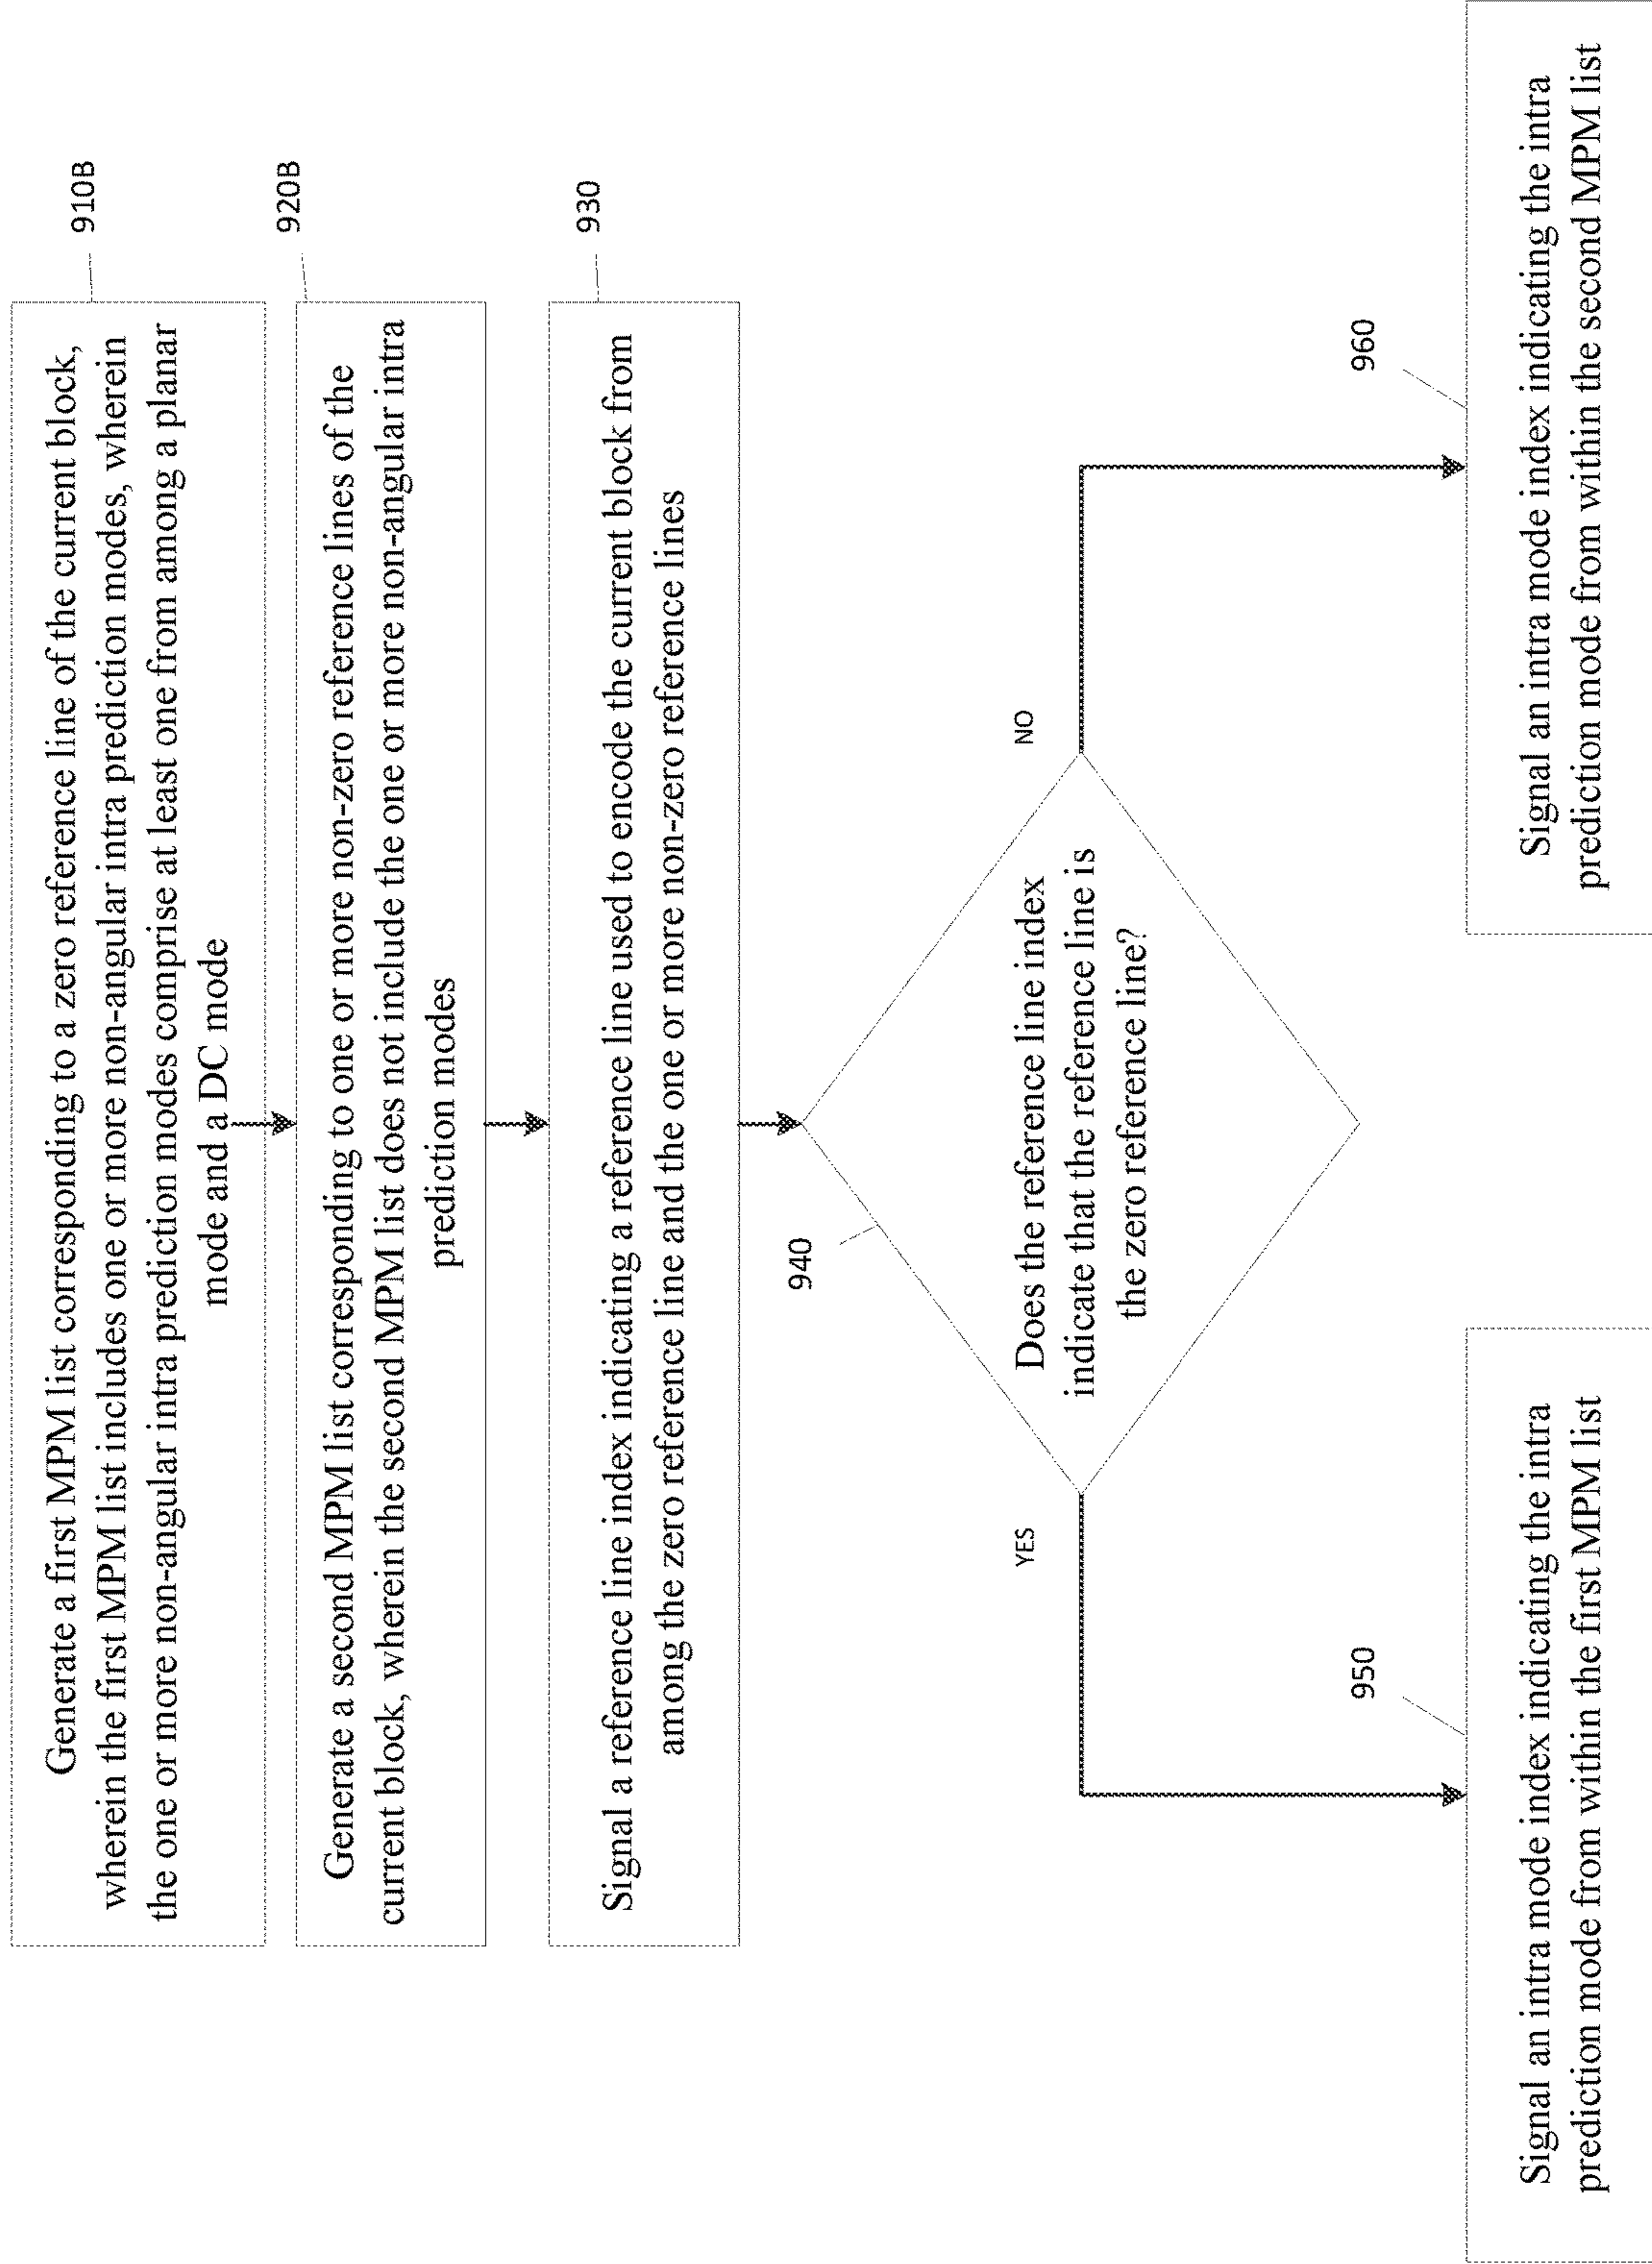 Generate a first MPM list corresponding to a zero reference line of the current block,
wherein the first MPM list includes one or more non-angular intra prediction modes, wherein
the one or more non-angular intra prediction modes comprise at least one from among a planar
mode and a DC mode
910B
Generate a second MPM list corresponding to one or more non-zero reference lines of the
current block, wherein the second MPM list does not include the one or more non-angular intra
prediction modes
920B
Signal a reference line index indicating a reference line used to encode the current block from
among the zero reference line and the one or more non-zero reference lines
930
940
Does the reference line index
indicate that the reference line is
the zero reference line?
YES
NO
950
Signal an intra mode index indicating the intra
prediction mode from within the first MPM list
960
Signal an intra mode index indicating the intra
prediction mode from within the second MPM list